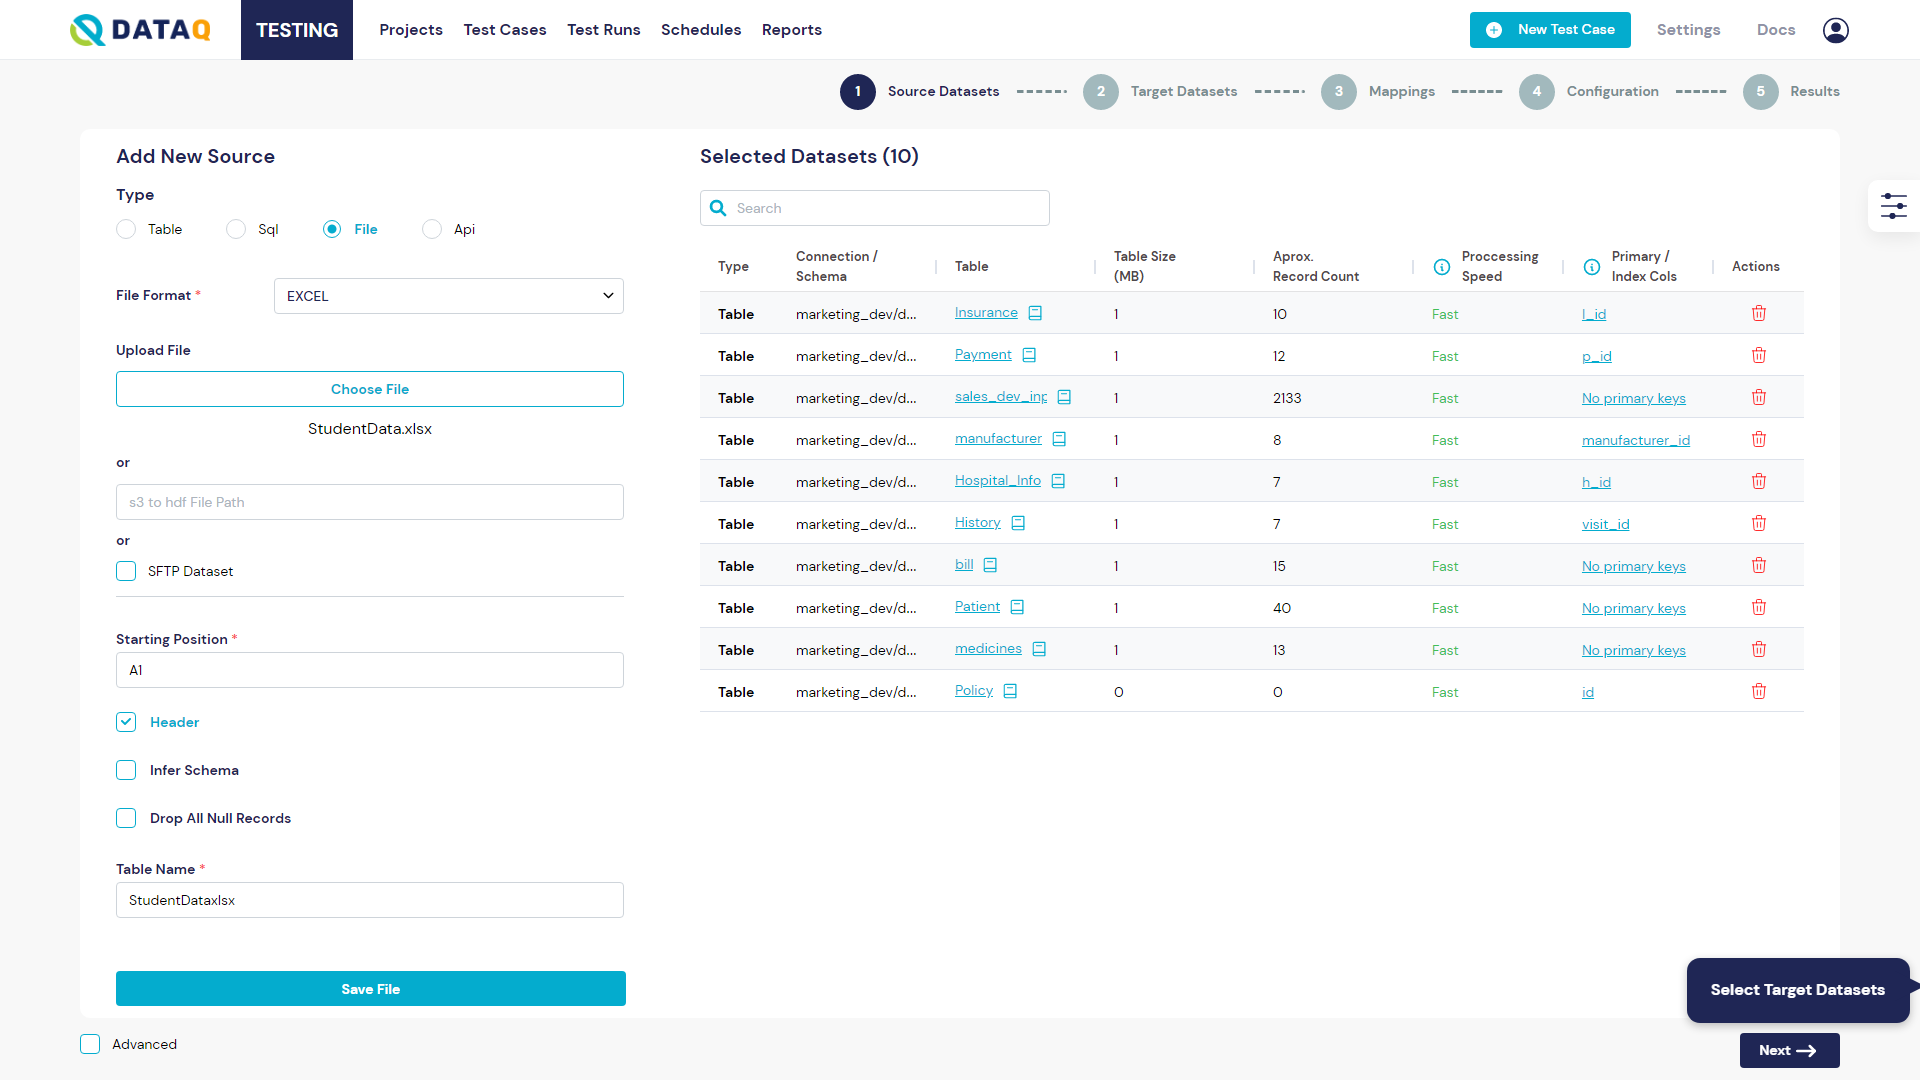 DATAQ
TESTING
Projects
Test Cases
Test Runs
Schedules
Reports
New Test Case
Settings
Docs
1 Source Datasets
2 Target Datasets
3 Mappings
4 Configuration
5 Results
Add New Source
Type
Table
Sql
File
Api
File Format *
EXCEL
Upload File
Choose File
StudentData.xlsx
or
s3 to hdf File Path
or
SFTP Dataset
Starting Position *
A1
Header
Infer Schema
Drop All Null Records
Table Name *
StudentDataxlsx
Save File
Advanced
Selected Datasets (10)
Search
Type
Connection /
Schema
Table
Table Size
(MB)
Aprox.
Record Count
Proccessing
Speed
Primary /
Index Cols
Actions
Table marketing_dev/d... Insurance 1 10 Fast I_id
Table marketing_dev/d... Payment 1 12 Fast p_id
Table marketing_dev/d... sales_dev_inp 1 2133 Fast No primary keys
Table marketing_dev/d... manufacturer 1 8 Fast manufacturer_id
Table marketing_dev/d... Hospital_Info 1 7 Fast h_id
Table marketing_dev/d... History 1 7 Fast visit_id
Table marketing_dev/d... bill 1 15 Fast No primary keys
Table marketing_dev/d... Patient 1 40 Fast No primary keys
Table marketing_dev/d... medicines 1 13 Fast No primary keys
Table marketing_dev/d... Policy 0 0 Fast id
Select Target Datasets
Next